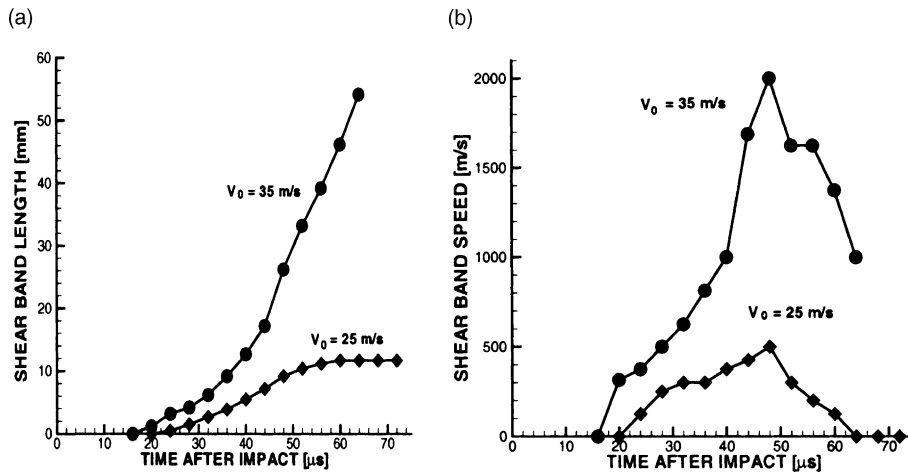 (a)
(b)
60
50
40
30
20
10
0
SHEAR BAND LENGTH [mm]
V₀ = 35 m/s
V₀ = 25 m/s
0 10 20 30 40 50 60 70
TIME AFTER IMPACT [μs]
2000
1500
1000
500
0
SHEAR BAND SPEED [m/s]
V₀ = 35 m/s
V₀ = 25 m/s
0 10 20 30 40 50 60 70
TIME AFTER IMPACT [μs]